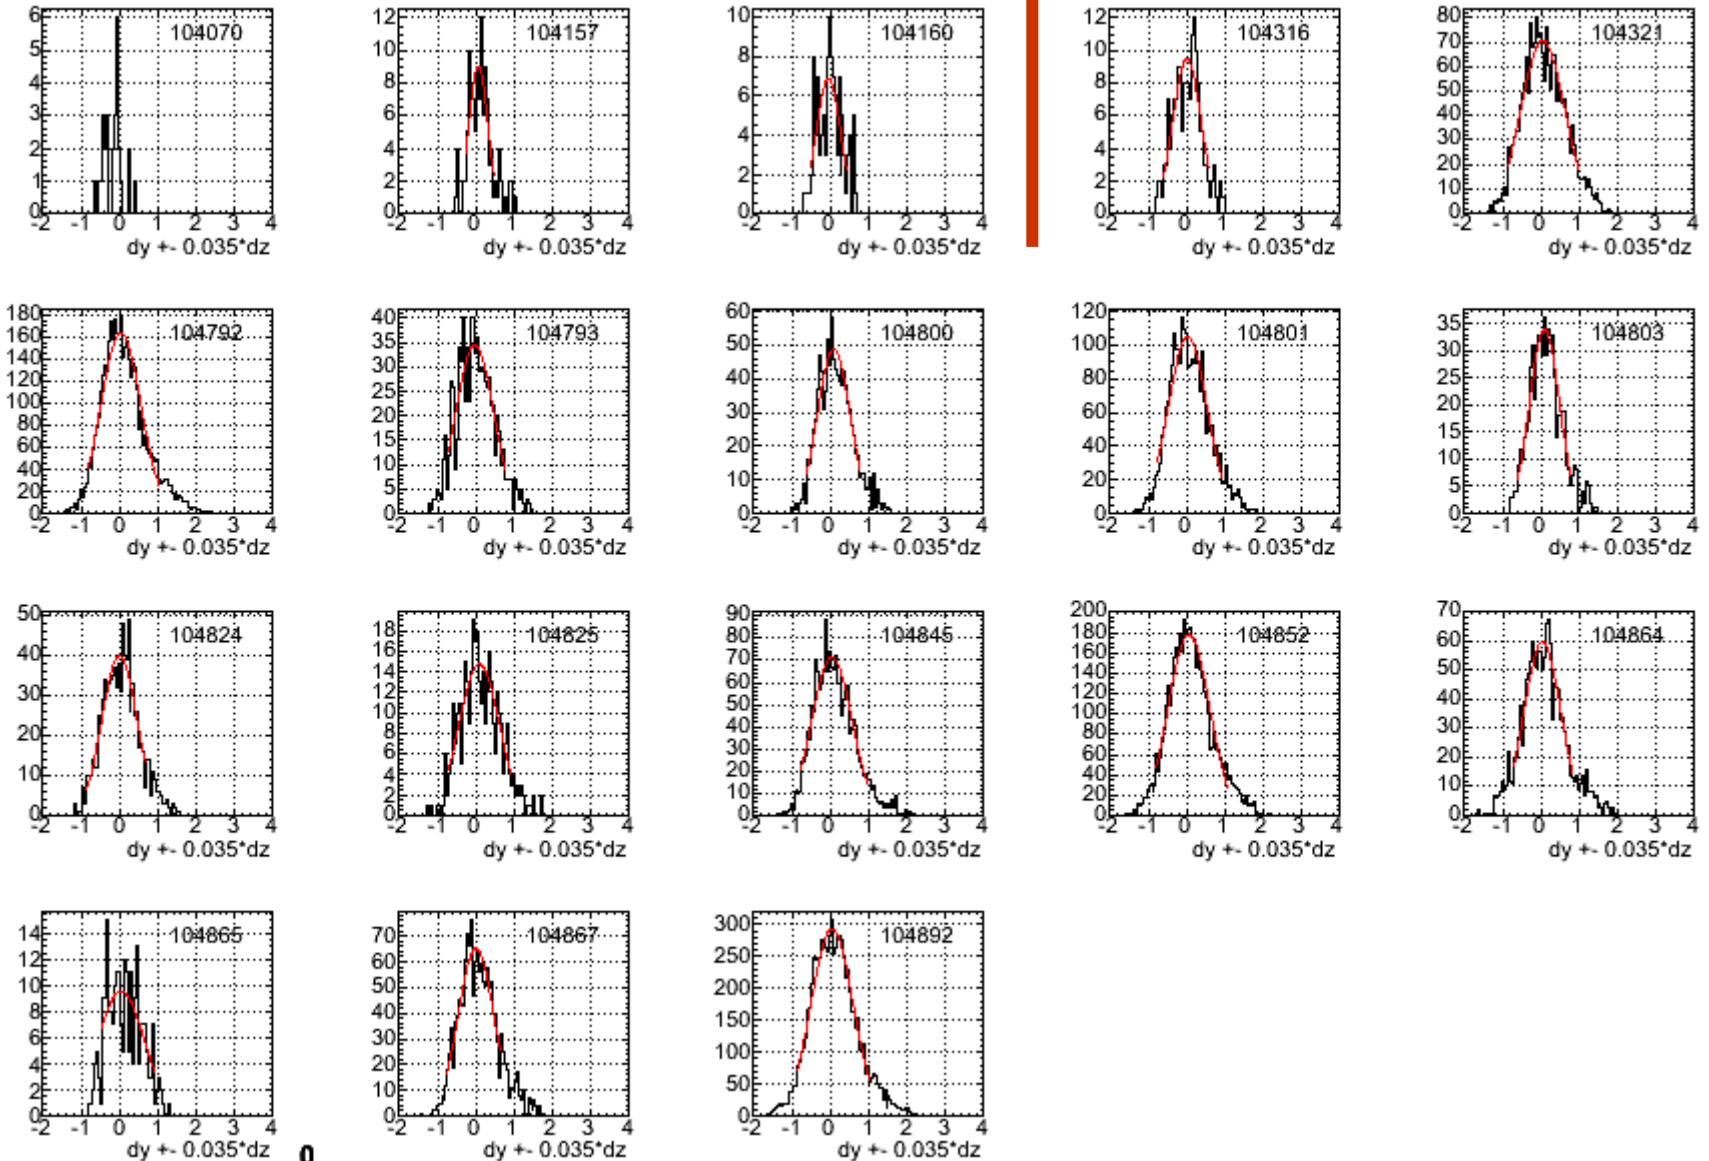 6 5 4 3 2 1 0 104070 -2 -1 0 1 2 3 4
dy +- 0.035*dz
12 10 8 6 4 2 0 104157 -2 -1 0 1 2 3 4
dy +- 0.035*dz
10 8 6 4 2 0 104160 -2 -1 0 1 2 3 4
dy +- 0.035*dz
12 10 8 6 4 2 0 104316 -2 -1 0 1 2 3 4
dy +- 0.035*dz
80 70 60 50 40 30 20 10 0 104321 -2 -1 0 1 2 3 4
dy +- 0.035*dz
180 160 140 120 100 80 60 40 20 0 104792 -2 -1 0 1 2 3 4
dy +- 0.035*dz
40 35 30 25 20 15 10 5 0 104793 -2 -1 0 1 2 3 4
dy +- 0.035*dz
60 50 40 30 20 10 0 104800 -2 -1 0 1 2 3 4
dy +- 0.035*dz
120 100 80 60 40 20 0 104801 -2 -1 0 1 2 3 4
dy +- 0.035*dz
35 30 25 20 15 10 5 0 104803 -2 -1 0 1 2 3 4
dy +- 0.035*dz
50 40 30 20 10 0 104824 -2 -1 0 1 2 3 4
dy +- 0.035*dz
18 16 14 12 10 8 6 4 2 0 104825 -2 -1 0 1 2 3 4
dy +- 0.035*dz
90 80 70 60 50 40 30 20 10 0 104845 -2 -1 0 1 2 3 4
dy +- 0.035*dz
200 180 160 140 120 100 80 60 40 20 0 104852 -2 -1 0 1 2 3 4
dy +- 0.035*dz
70 60 50 40 30 20 10 0 104864 -2 -1 0 1 2 3 4
dy +- 0.035*dz
14 12 10 8 6 4 2 0 104865 -2 -1 0 1 2 3 4
dy +- 0.035*dz
70 60 50 40 30 20 10 0 104867 -2 -1 0 1 2 3 4
dy +- 0.035*dz
300 250 200 150 100 50 0 104892 -2 -1 0 1 2 3 4
dy +- 0.035*dz